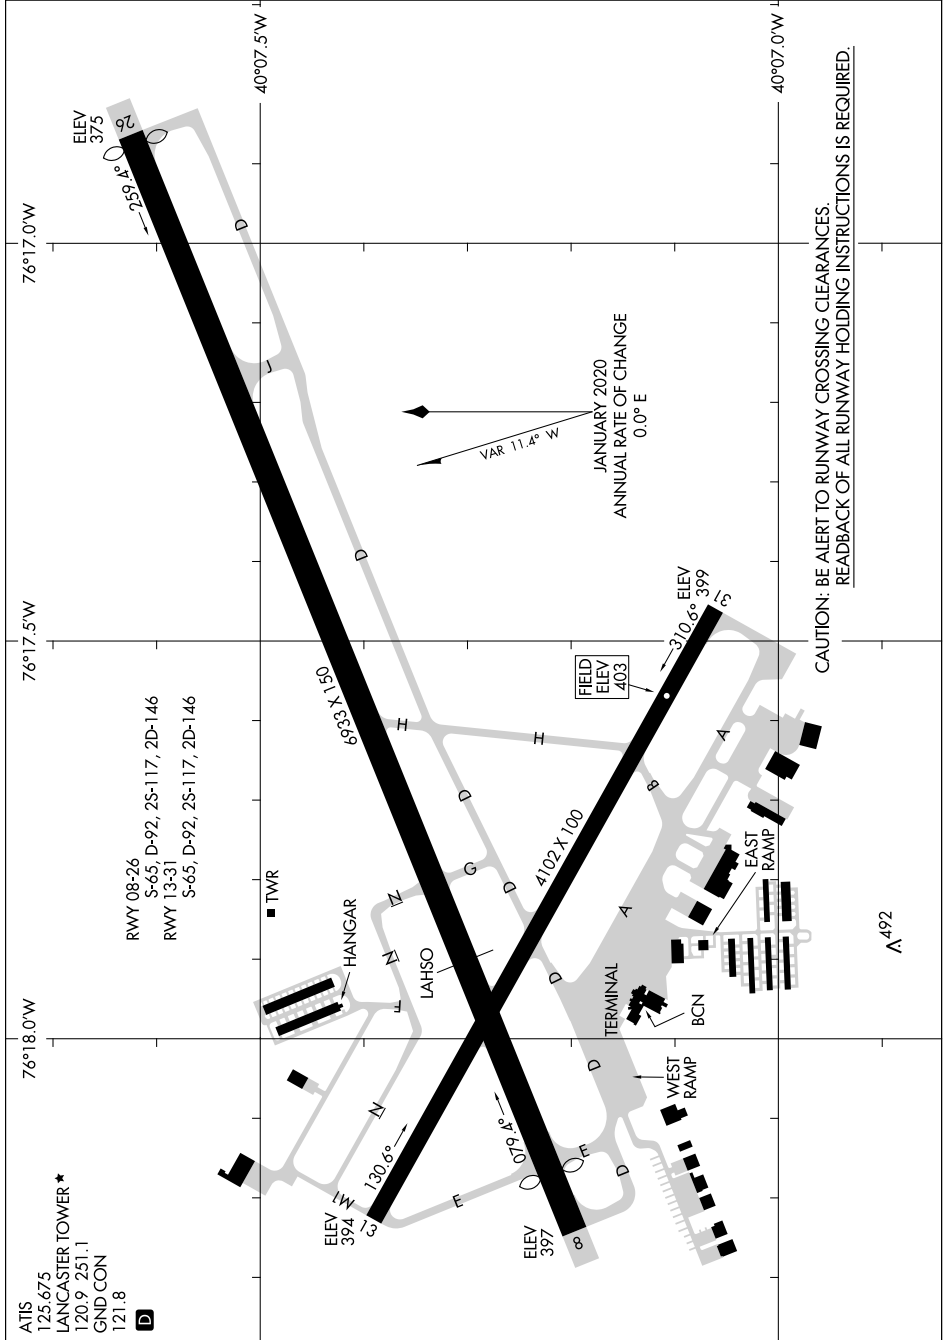 ATIS
125.675
LANCASTER TOWER ★
120.9 251.1
GND CON
121.8
D
76°18.0'W
76°17.5'W
76°17.0'W
40°07.5'W
40°07.0'W
RWY 08-26
S-65, D-92, 2S-117, 2D-146
RWY 13-31
S-65, D-92, 2S-117, 2D-146
TWR
HANGAR
LAHSO
ELEV
375
26
259.4°
D
J
6933 X 150
D
H
H
D
G
D
N
N
F
N
M1
ELEV
394
13
130.6°
E
079.4°
E
ELEV
397
8
D
D
D
4102 X 100
FIELD
ELEV
403
310.6°
ELEV
399
31
A
B
A
TERMINAL
BCN
WEST
RAMP
EAST
RAMP
492
VAR 11.4° W
JANUARY 2020
ANNUAL RATE OF CHANGE
0.0° E
CAUTION: BE ALERT TO RUNWAY CROSSING CLEARANCES.
READBACK OF ALL RUNWAY HOLDING INSTRUCTIONS IS REQUIRED.